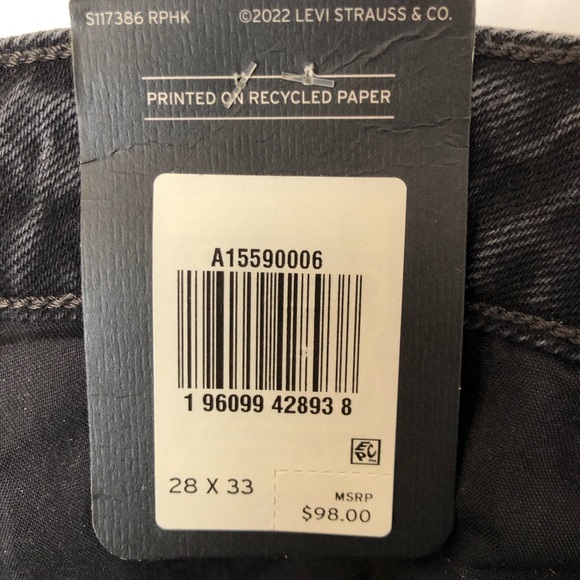 S117386 RPHK ©2022 LEVI STRAUSS & CO.
PRINTED ON RECYCLED PAPER
A15590006
1 96099 42893 8
EPC
28 X 33
MSRP
$98.00